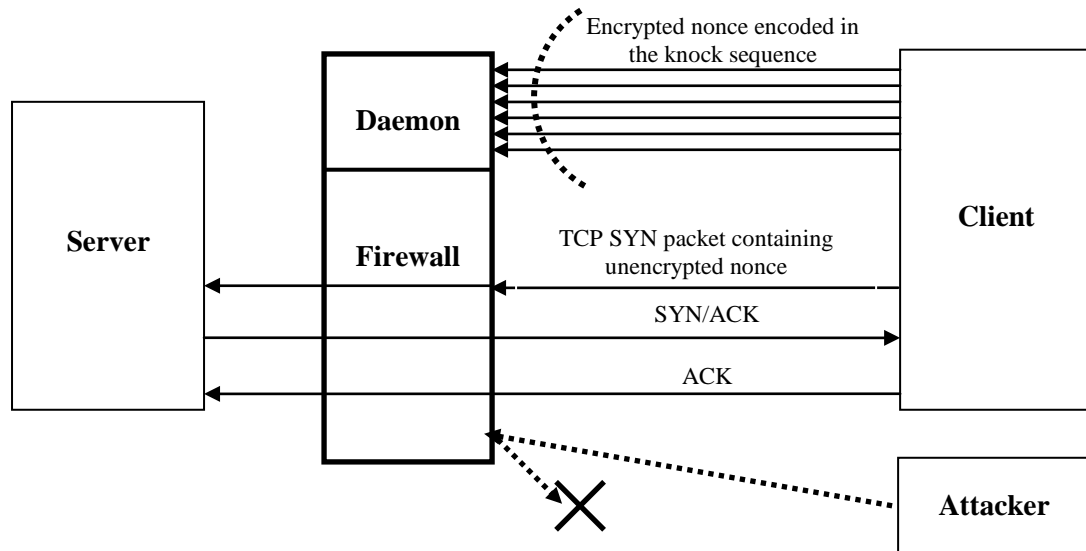 Encrypted nonce encoded in
the knock sequence
Daemon
Client
Server
TCP SYN packet containing
unencrypted nonce
Firewall
SYN/ACK
ACK
Attacker